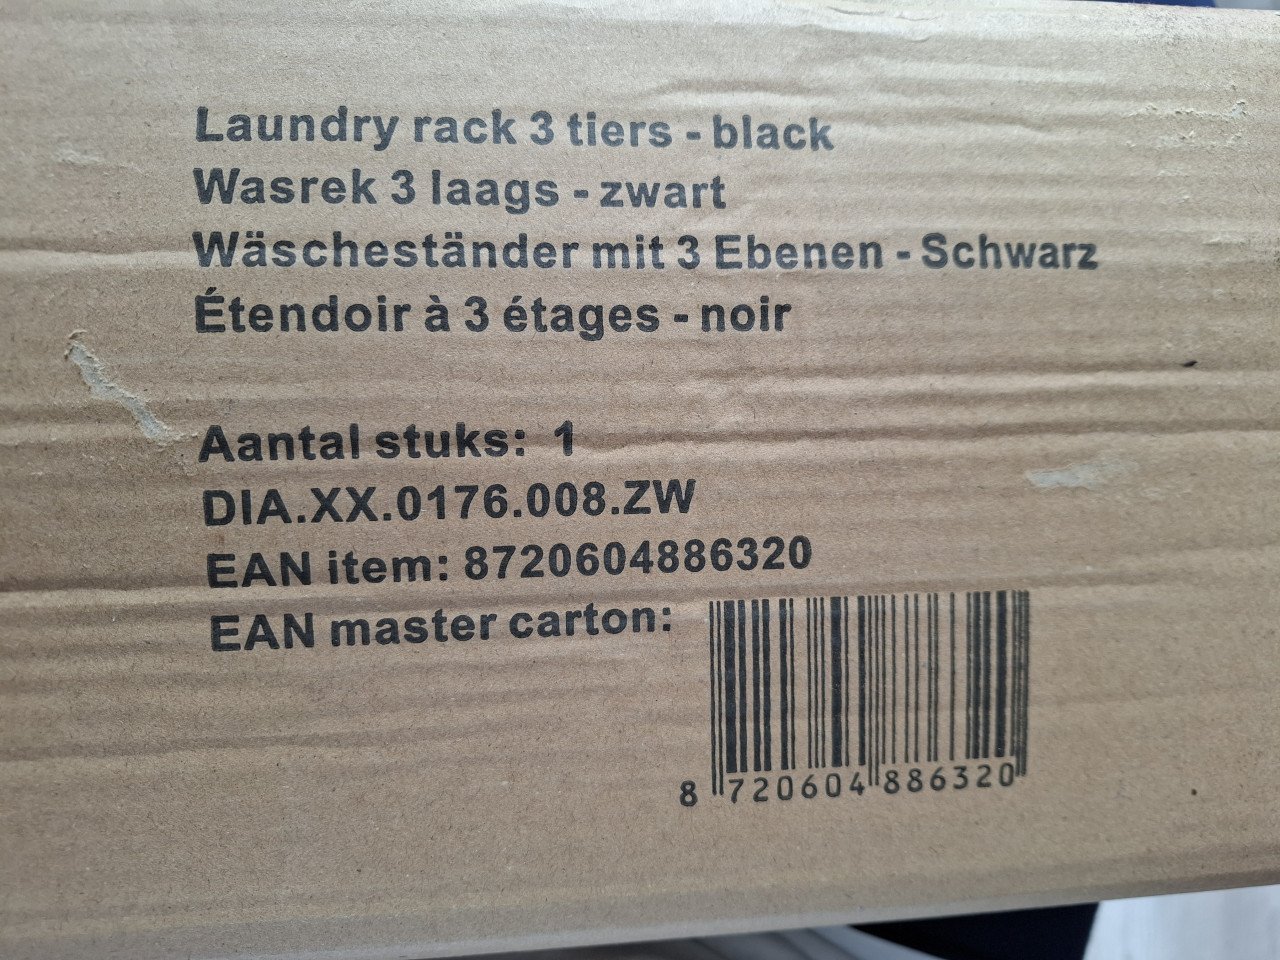 Laundry rack 3 tiers - black
Wasrek 3 laags - zwart
Wäscheständer mit 3 Ebenen - Schwarz
Étendoir à 3 étages - noir
Aantal stuks: 1
DIA.XX.0176.008.ZW
EAN item: 8720604886320
EAN master carton:
8 720604 886320